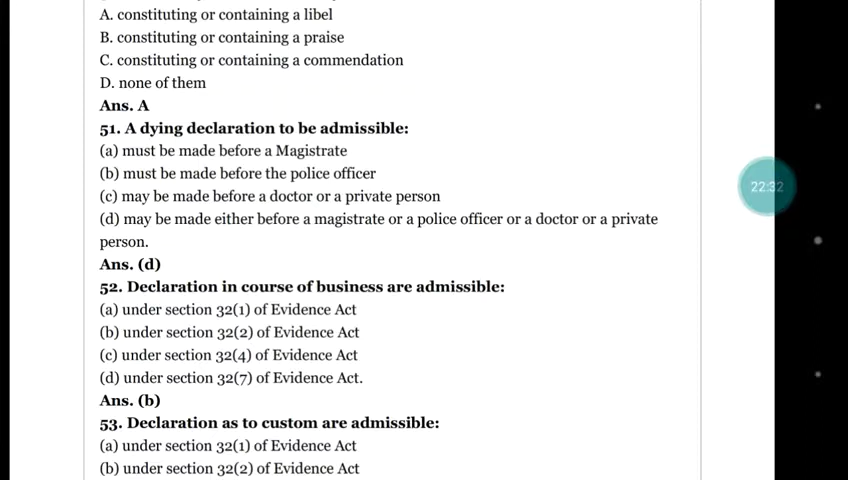 A. constituting or containing a libel
B. constituting or containing a praise
C. constituting or containing a commendation
D. none of them
Ans. A
51. A dying declaration to be admissible:
(a) must be made before a Magistrate
(b) must be made before the police officer
(c) may be made before a doctor or a private person
(d) may be made either before a magistrate or a police officer or a doctor or a private
person.
Ans. (d)
52. Declaration in course of business are admissible:
(a) under section 32(1) of Evidence Act
(b) under section 32(2) of Evidence Act
(c) under section 32(4) of Evidence Act
(d) under section 32(7) of Evidence Act.
Ans. (b)
53. Declaration as to custom are admissible:
(a) under section 32(1) of Evidence Act
(b) under section 32(2) of Evidence Act
22:32